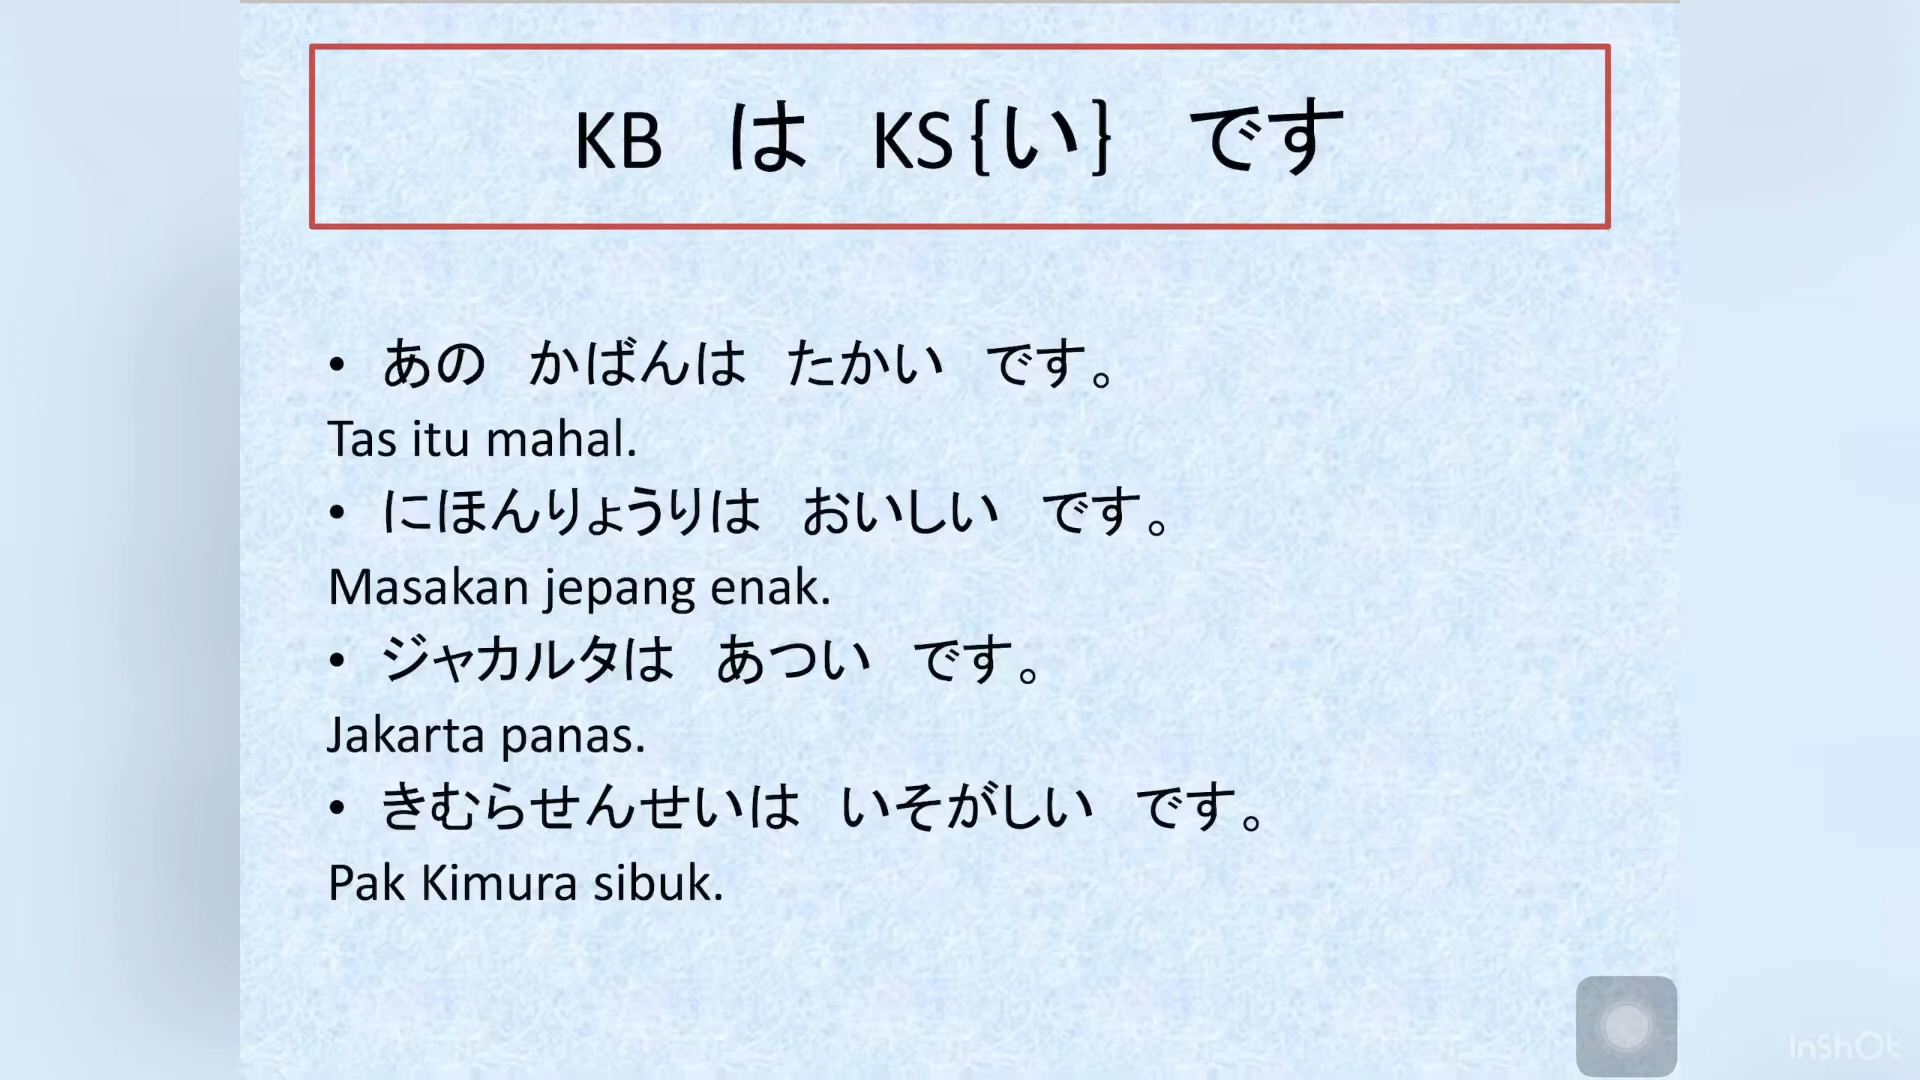 KB　は　KS{い}　です
• あの　かばんは　たかい　です。
Tas itu mahal.
• にほんりょうりは　おいしい　です。
Masakan jepang enak.
• ジャカルタは　あつい　です。
Jakarta panas.
• きむらせんせいは　いそがしい　です。
Pak Kimura sibuk.
InShOt